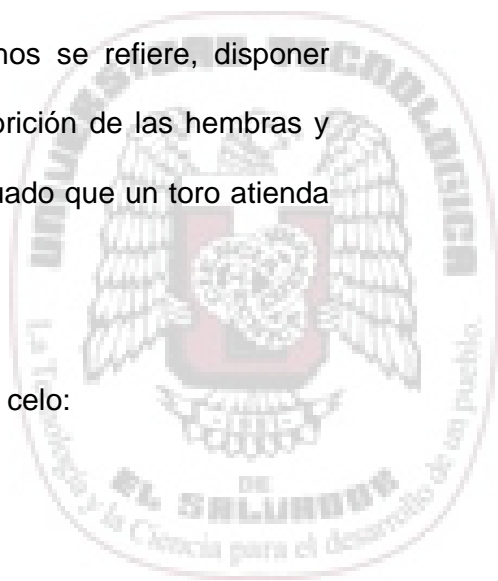 nos se refiere, disponer
orición de las hembras y
uado que un toro atienda
celo:
UNIVERSIDAD TECNOLOGICA
DE
EL SALVADOR
La Tecnología y la Ciencia para el desarrollo de un pueblo.